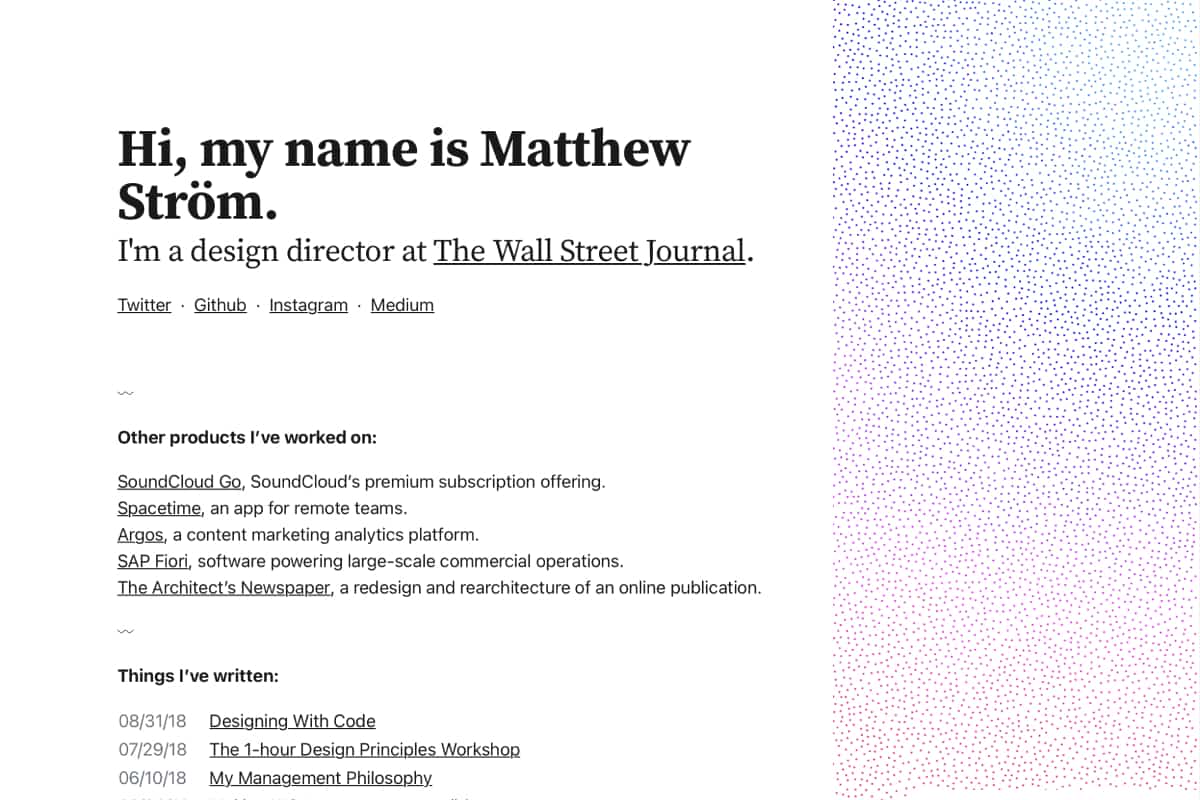 Hi, my name is Matthew
Ström.
I'm a design director at The Wall Street Journal.
Twitter · Github · Instagram · Medium
Other products I’ve worked on:
SoundCloud Go, SoundCloud’s premium subscription offering.
Spacetime, an app for remote teams.
Argos, a content marketing analytics platform.
SAP Fiori, software powering large-scale commercial operations.
The Architect’s Newspaper, a redesign and rearchitecture of an online publication.
Things I’ve written:
08/31/18 Designing With Code
07/29/18 The 1-hour Design Principles Workshop
06/10/18 My Management Philosophy